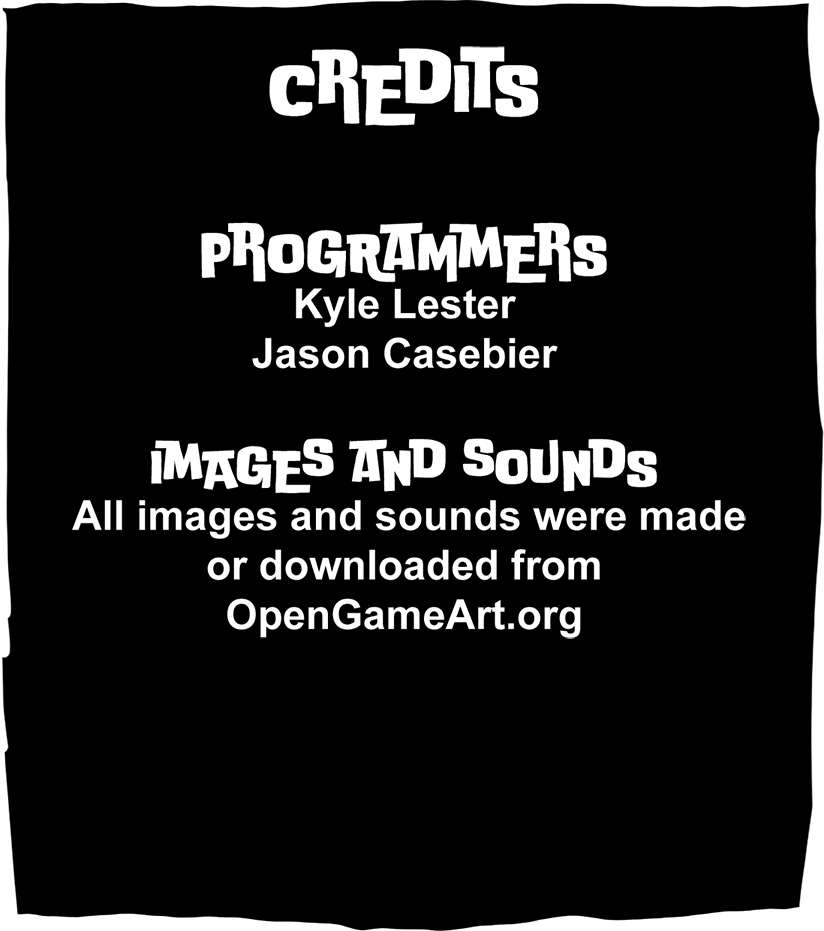 CREDITS
PROGRAMMERS
Kyle Lester
Jason Casebier
IMAGES AND SOUNDS
All images and sounds were made
or downloaded from
OpenGameArt.org